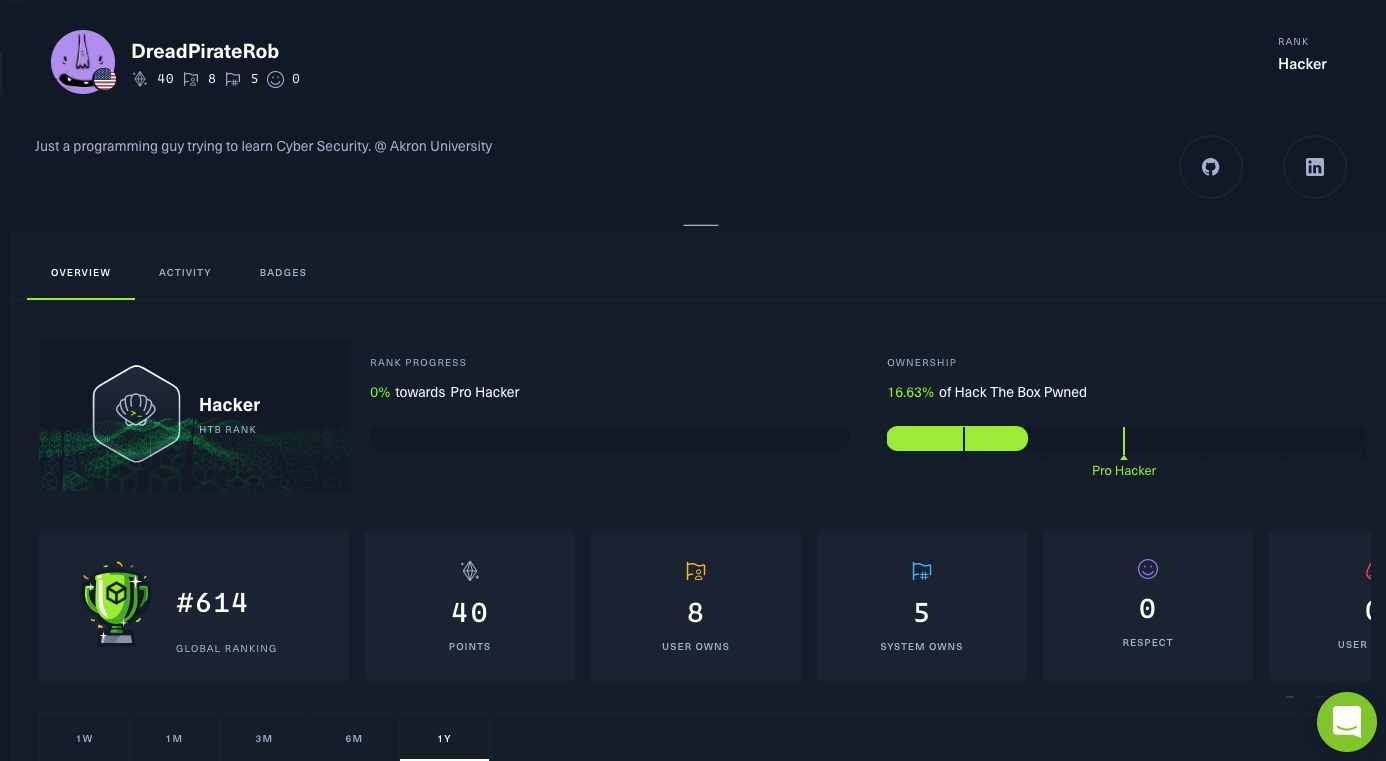 DreadPirateRob
40 8 5 0
RANK
Hacker
Just a programming guy trying to learn Cyber Security. @ Akron University
OVERVIEW ACTIVITY BADGES
Hacker
HTB RANK
RANK PROGRESS
0% towards Pro Hacker
OWNERSHIP
16.63% of Hack The Box Pwned
Pro Hacker
#614
GLOBAL RANKING
40
POINTS
8
USER OWNS
5
SYSTEM OWNS
0
RESPECT
USER
1W 1M 3M 6M 1Y